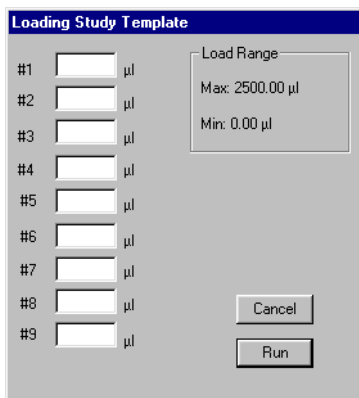 Loading Study Template
#1 µl
#2 µl
#3 µl
#4 µl
#5 µl
#6 µl
#7 µl
#8 µl
#9 µl
Load Range
Max: 2500.00 µl
Min: 0.00 µl
Cancel
Run